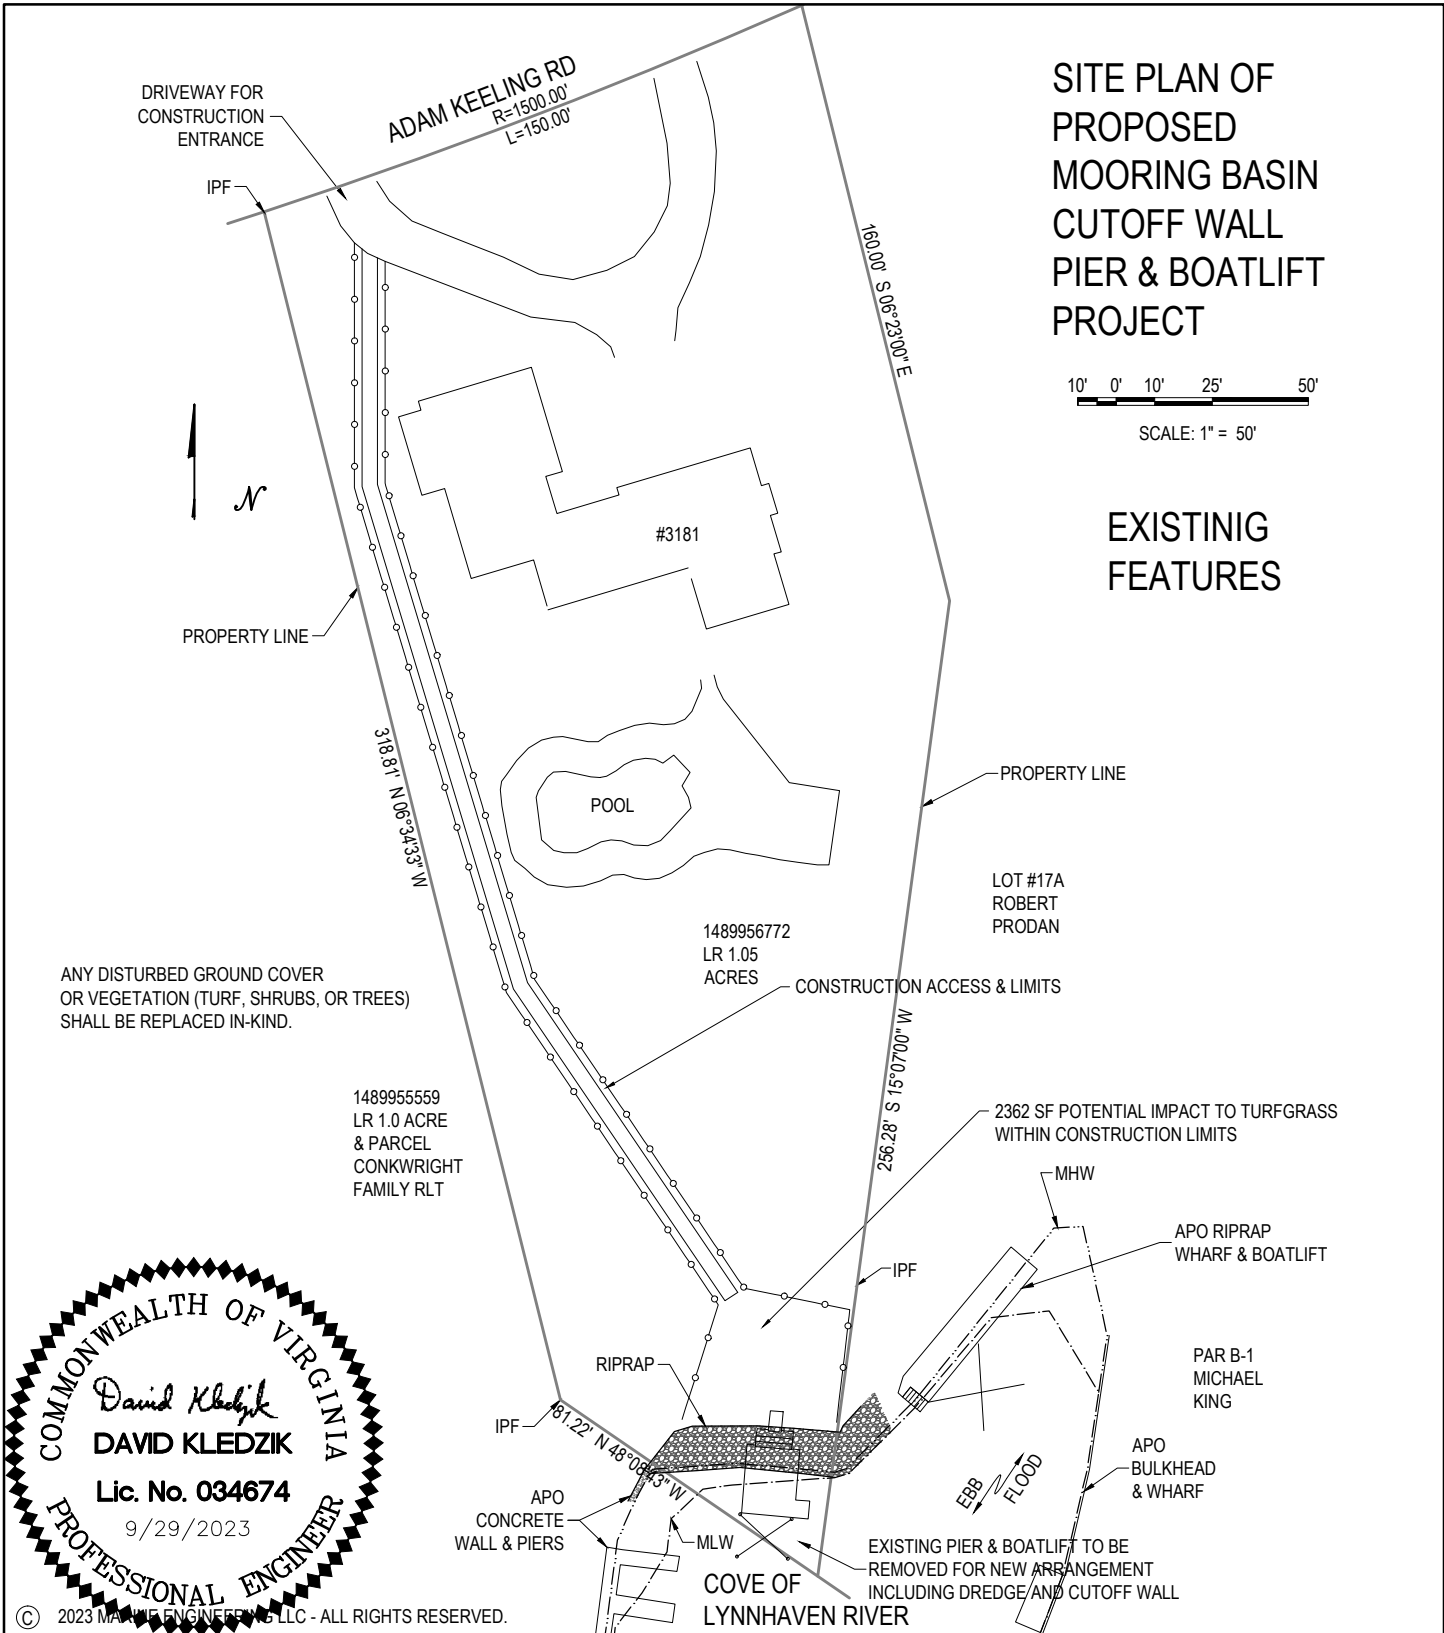 SITE PLAN OF
PROPOSED
MOORING BASIN
CUTOFF WALL
PIER & BOATLIFT
PROJECT
10' 0' 10' 25' 50'
SCALE: 1" = 50'
EXISTINIG
FEATURES
DRIVEWAY FOR
CONSTRUCTION
ENTRANCE
ADAM KEELING RD
R=1500.00'
L=150.00'
IPF
160.00' S 06°23'00" E
N
#3181
PROPERTY LINE
318.81' N 06°34'33" W
POOL
PROPERTY LINE
LOT #17A
ROBERT
PRODAN
1489956772
LR 1.05
ACRES
CONSTRUCTION ACCESS & LIMITS
ANY DISTURBED GROUND COVER
OR VEGETATION (TURF, SHRUBS, OR TREES)
SHALL BE REPLACED IN-KIND.
256.28' S 15°07'00" W
1489955559
LR 1.0 ACRE
& PARCEL
CONKWRIGHT
FAMILY RLT
2362 SF POTENTIAL IMPACT TO TURFGRASS
WITHIN CONSTRUCTION LIMITS
MHW
APO RIPRAP
WHARF & BOATLIFT
IPF
RIPRAP
PAR B-1
MICHAEL
KING
IPF
81.22' N 48°08'43" W
APO
BULKHEAD
& WHARF
EBB
FLOOD
APO
CONCRETE
WALL & PIERS
MLW
EXISTING PIER & BOATLIFT TO BE
REMOVED FOR NEW ARRANGEMENT
INCLUDING DREDGE AND CUTOFF WALL
COVE OF
LYNNHAVEN RIVER
COMMONWEALTH OF VIRGINIA
David Kledzik
DAVID KLEDZIK
Lic. No. 034674
9/29/2023
PROFESSIONAL ENGINEER
© 2023 MARINE ENGINEERING LLC - ALL RIGHTS RESERVED.